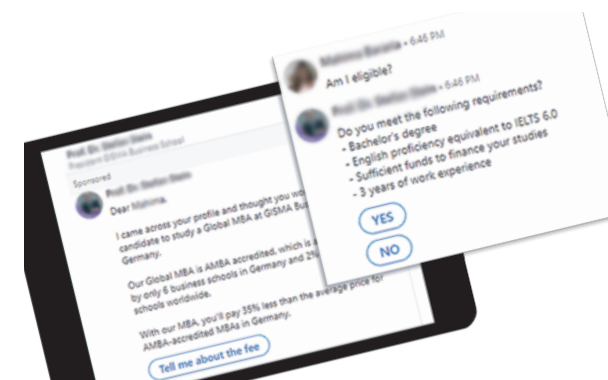 President GISMA Business School
Sponsored
Dear
I came across your profile and thought you wo
candidate to study a Global MBA at GISMA Bus
Germany.
Our Global MBA is AMBA accredited, which is a
by only 6 business schools in Germany and 2%
schools worldwide.
With our MBA, you'll pay 35% less than the average price for
AMBA-accredited MBAs in Germany.
Tell me about the fee
• 6:46 PM
Am I eligible?
• 6:46 PM
Do you meet the following requirements?
- Bachelor's degree
- English proficiency equivalent to IELTS 6.0
- Sufficient funds to finance your studies
- 3 years of work experience
YES
NO